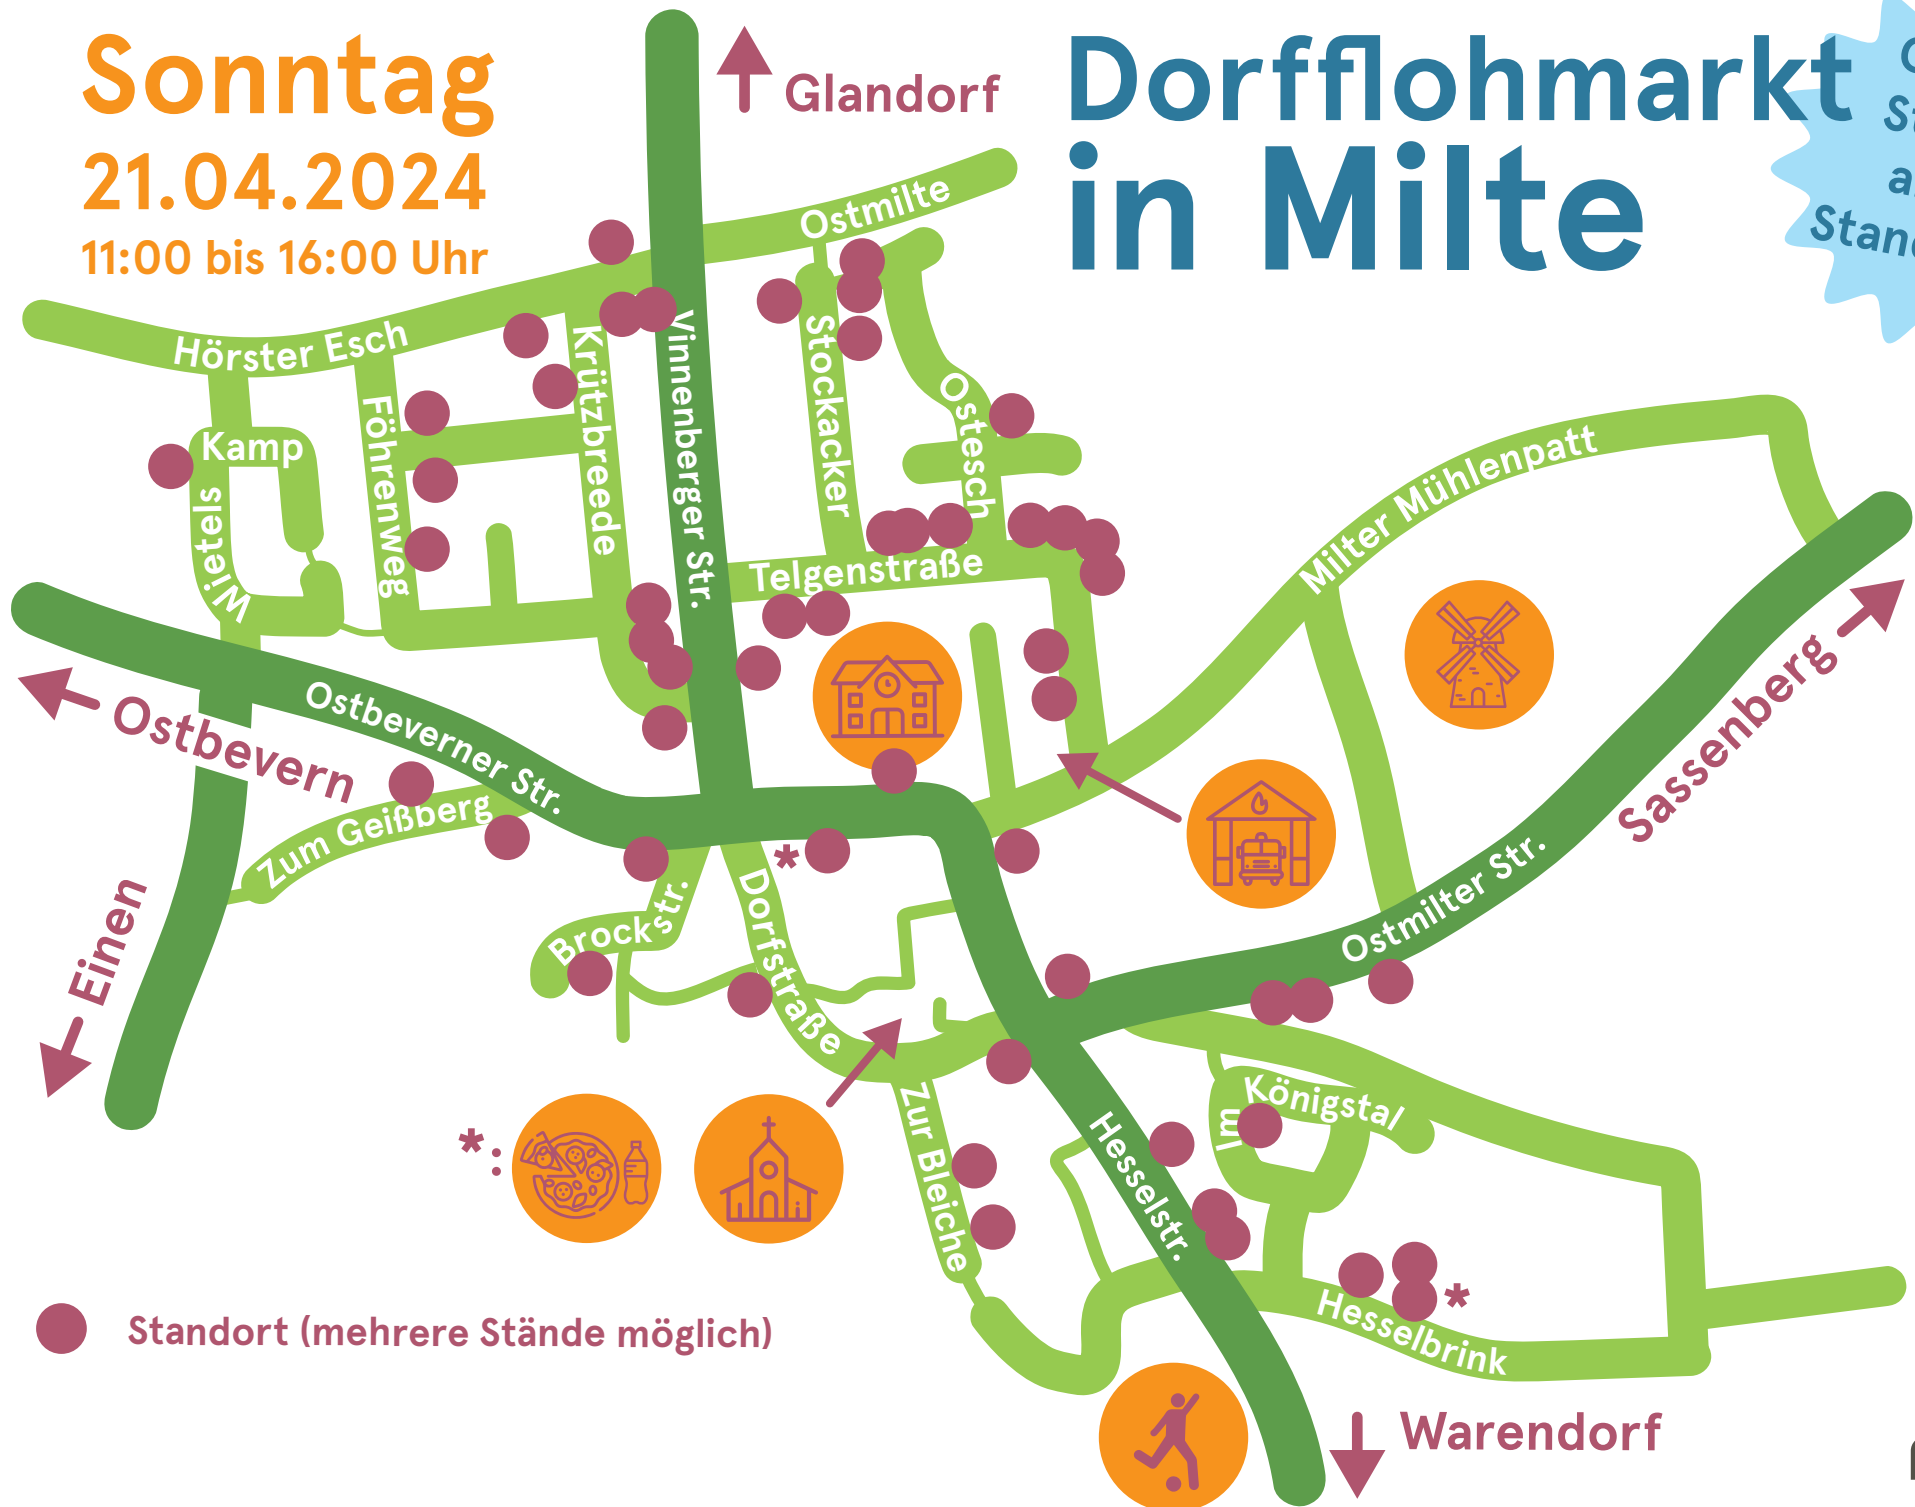 Sonntag
21.04.2024
11:00 bis 16:00 Uhr
Glandorf
Dorfflohmarkt
in Milte
Ostmilte
Hörster Esch
Krützbreede
Vinnenberger Str.
Stockacker
Ostesch
Föhrenweg
Kamp
Wietels
Milter Mühlenpatt
Telgenstraße
Sassenberg
Ostbeverner Str.
Ostbevern
Zum Geißberg
*
Einen
Brockstr.
Dorfstraße
Ostmilter Str.
Im Königstal
Zur Bleiche
Hesselstr.
*:
Hesselbrink
*
Standort (mehrere Stände möglich)
Warendorf